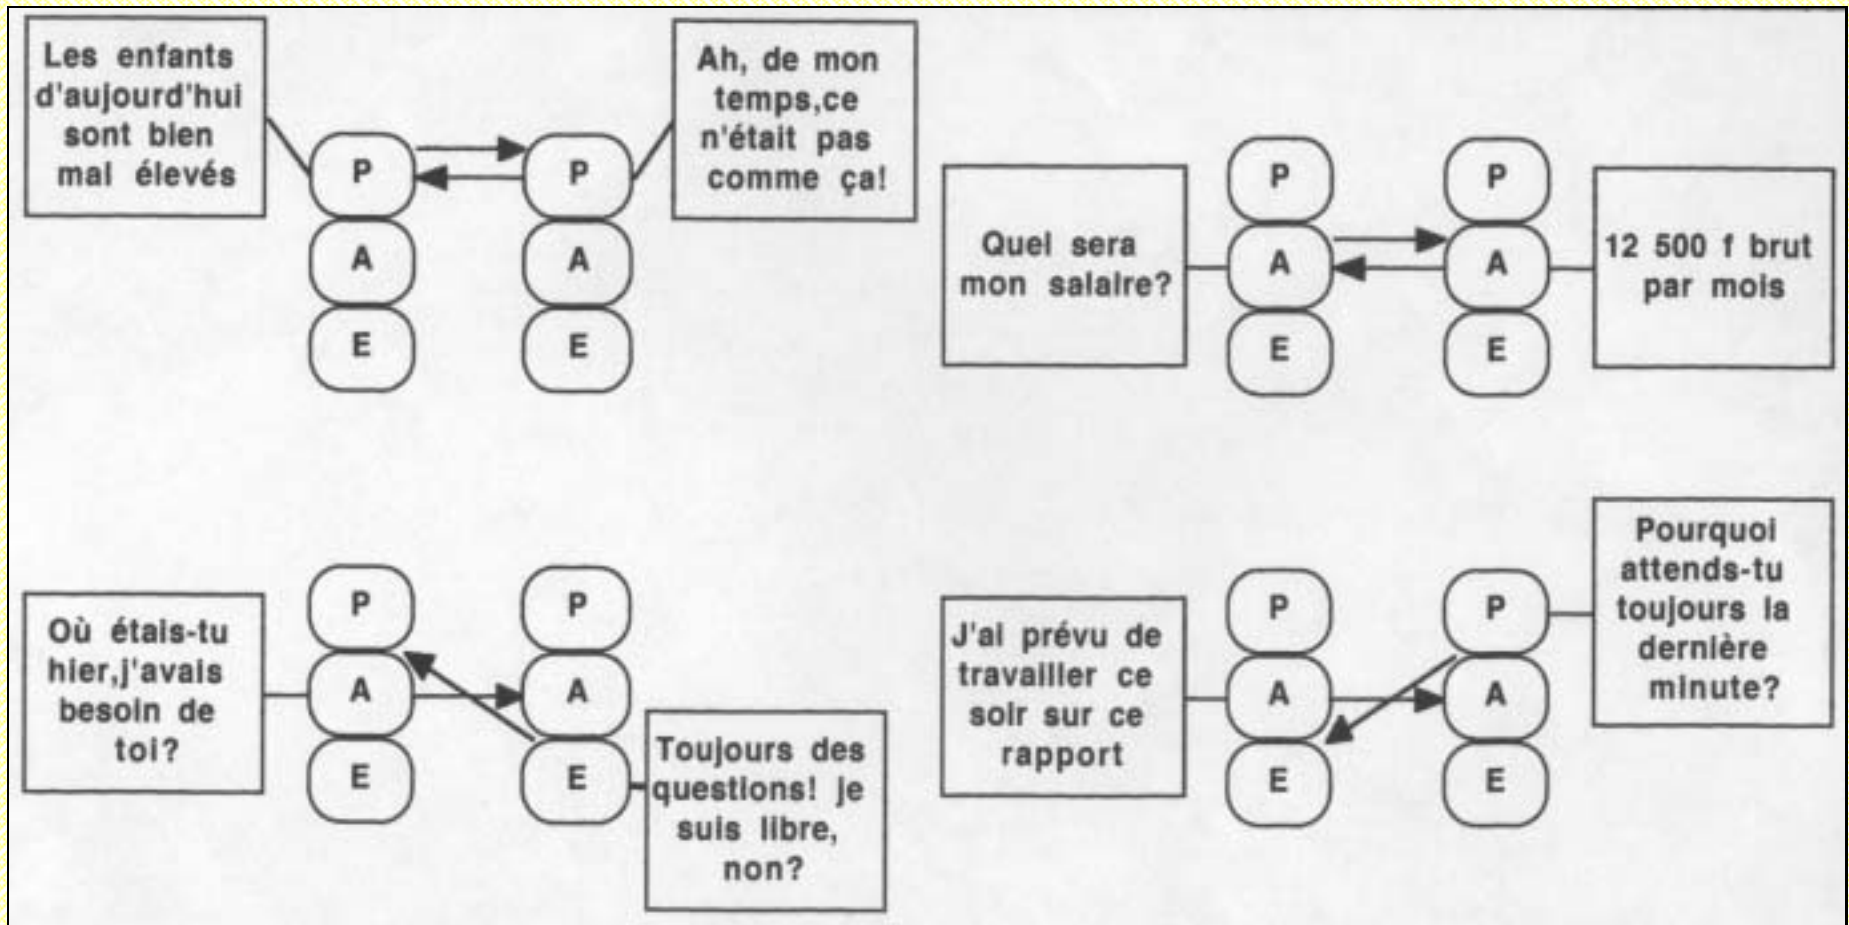 Les enfants
d'aujourd'hui
sont bien
mal élevés
P
A
E
P
A
E
Ah, de mon
temps,ce
n'était pas
comme ça!
Quel sera
mon salaire?
P
A
E
P
A
E
12 500 f brut
par mois
Où étais-tu
hier,j'avais
besoin de
toi?
P
A
E
P
A
E
Toujours des
questions! je
suis libre,
non?
J'ai prévu de
travailler ce
soir sur ce
rapport
P
A
E
P
A
E
Pourquoi
attends-tu
toujours la
dernière
minute?